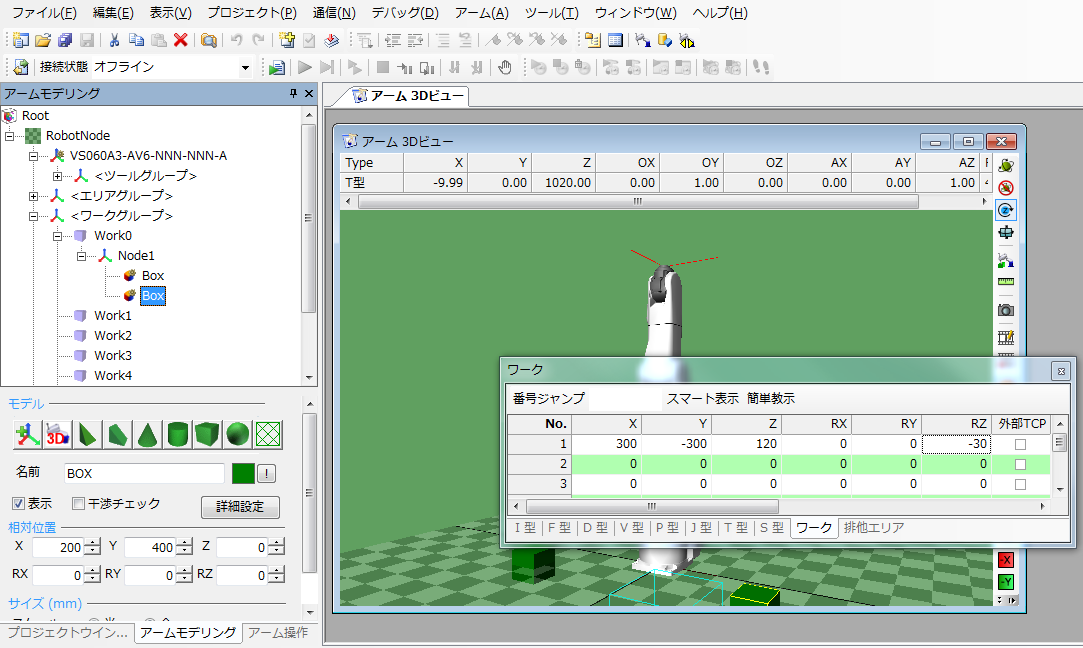 ファイル(F) 編集(E) 表示(V) プロジェクト(P) 通信(N) デバッグ(D) アーム(A) ツール(T) ウィンドウ(W) ヘルプ(H)
接続状態 オフライン
アームモデリング
Root
RobotNode
VS060A3-AV6-NNN-NNN-A
<ツールグループ>
<エリアグループ>
<ワークグループ>
Work0
Node1
Box
Box
Work1
Work2
Work3
Work4
モデル
3D
名前 BOX !
表示 干渉チェック 詳細設定
相対位置
X 200 Y 400 Z 0
RX 0 RY 0 RZ 0
サイズ (mm)
プロジェクトウイン... アームモデリング アーム操作
アーム 3Dビュー
アーム 3Dビュー
Type X Y Z OX OY OZ AX AY AZ F
T型 -9.99 0.00 1020.00 0.00 1.00 0.00 0.00 0.00 1.00
ワーク
番号ジャンプ スマート表示 簡単教示
No. X Y Z RX RY RZ 外部TCP
1 300 -300 120 0 0 -30
2 0 0 0 0 0 0
3 0 0 0 0 0 0
I 型 F 型 D 型 V 型 P 型 J 型 T 型 S 型 ワーク 排他エリア
-X
-Y